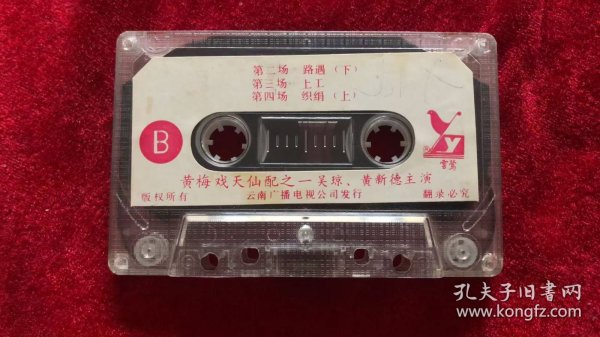 第二场 路遇（下）
第三场 上工
第四场 织绢（上）
B
y
雲鹭
黄梅戏天仙配之一吴琼、黄新德主演
版权所有 云南广播电视公司发行 翻录必究
孔夫子旧书网
www.kongfz.com